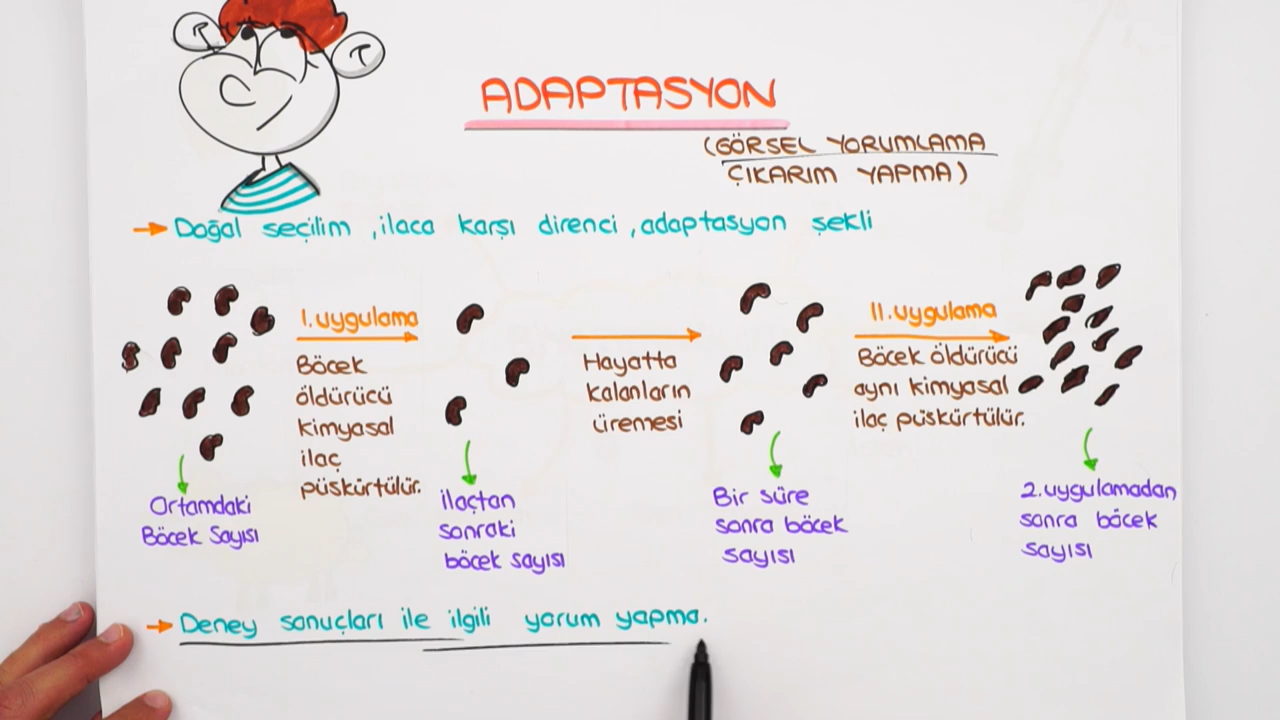 T T
ADAPTASYON
(GÖRSEL YORUMLAMA
ÇIKARIM YAPMA)
→ Doğal seçilim ,ilaca karşı direnci ,adaptasyon şekli
I. uygulama
Böcek
öldürücü
kimyasal
ilaç
püskürtülür.
Hayatta
kalanların
üremesi
II. uygulama
Böcek öldürücü
aynı kimyasal
ilaç püskürtülür.
Ortamdaki
Böcek Sayısı
ilaçtan
sonraki
böcek sayısı
Bir süre
sonra böcek
sayısı
2. uygulamadan
sonra böcek
sayısı
→ Deney sonuçları ile ilgili yorum yapma.